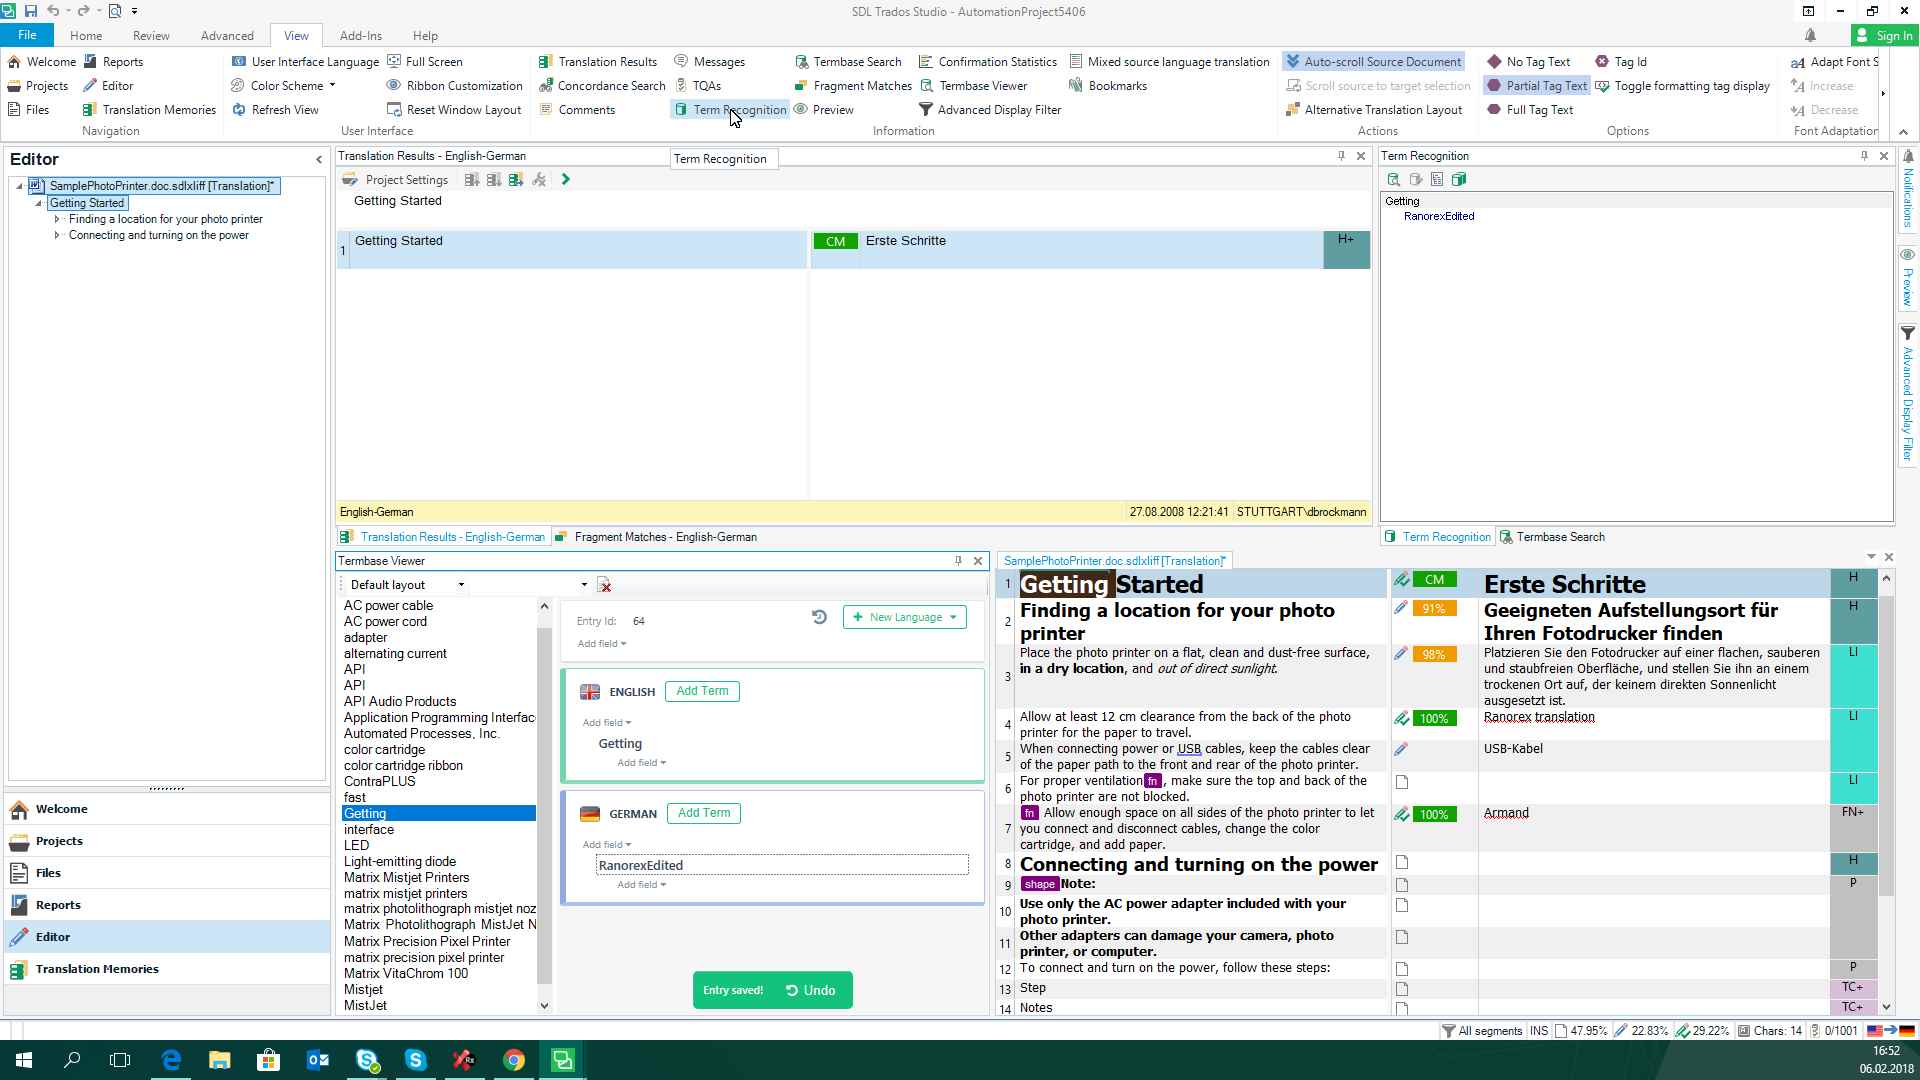 SDL Trados Studio - AutomationProject5406
File
Home
Review
Advanced
View
Add-Ins
Help
Sign In
Welcome
Reports
Projects
Editor
Files
Translation Memories
Navigation
User Interface Language
Full Screen
Color Scheme
Ribbon Customization
Refresh View
Reset Window Layout
User Interface
Translation Results
Messages
Concordance Search
TQAs
Comments
Term Recognition
Termbase Search
Confirmation Statistics
Mixed source language translation
Fragment Matches
Termbase Viewer
Bookmarks
Preview
Advanced Display Filter
Information
Auto-scroll Source Document
Scroll source to target selection
Alternative Translation Layout
Actions
No Tag Text
Tag Id
Partial Tag Text
Toggle formatting tag display
Full Tag Text
Options
Adapt Font S
Increase
Decrease
Font Adaptation
Editor
SamplePhotoPrinter.doc.sdlxliff [Translation]*
Getting Started
Finding a location for your photo printer
Connecting and turning on the power
Welcome
Projects
Files
Reports
Editor
Translation Memories
Translation Results - English-German
Term Recognition
Project Settings
Getting Started
1 Getting Started CM Erste Schritte H+
English-German 27.08.2008 12:21:41 STUTTGART\dbrockmann
Translation Results - English-German
Fragment Matches - English-German
Term Recognition
Getting
RanorexEdited
Term Recognition
Termbase Search
Notifications
Preview
Advanced Display Filter
Termbase Viewer
Default layout
AC power cable
AC power cord
adapter
alternating current
API
API
API Audio Products
Application Programming Interfac
Automated Processes, Inc.
color cartridge
color cartridge ribbon
ContraPLUS
fast
Getting
interface
LED
Light-emitting diode
Matrix Mistjet Printers
matrix mistjet printers
matrix photolithograph mistjet noz
Matrix Photolithograph MistJet N
Matrix Precision Pixel Printer
matrix precision pixel printer
Matrix VitaChrom 100
Mistjet
MistJet
Entry Id: 64
New Language
Add field
ENGLISH
Add Term
Add field
Getting
Add field
GERMAN
Add Term
Add field
RanorexEdited
Add field
Entry saved!
Undo
SamplePhotoPrinter.doc.sdlxliff [Translation]*
1 Getting Started CM Erste Schritte H
2 Finding a location for your photo 91% Geeigneten Aufstellungsort für H
printer Ihren Fotodrucker finden
3 Place the photo printer on a flat, clean and dust-free surface, 98% Platzieren Sie den Fotodrucker auf einer flachen, sauberen LI
in a dry location, and out of direct sunlight. und staubfreien Oberfläche, und stellen Sie ihn an einem
trockenen Ort auf, der keinem direkten Sonnenlicht
ausgesetzt ist.
4 Allow at least 12 cm clearance from the back of the photo 100% Ranorex translation LI
printer for the paper to travel.
5 When connecting power or USB cables, keep the cables clear USB-Kabel
of the paper path to the front and rear of the photo printer.
6 For proper ventilation fn , make sure the top and back of the LI
photo printer are not blocked.
7 fn Allow enough space on all sides of the photo printer to let 100% Armand FN+
you connect and disconnect cables, change the color
cartridge, and add paper.
8 Connecting and turning on the power H
9 shape Note: P
10 Use only the AC power adapter included with your
photo printer.
11 Other adapters can damage your camera, photo
printer, or computer.
12 To connect and turn on the power, follow these steps: P
13 Step TC+
14 Notes TC+
All segments INS 47.95% 22.83% 29.22% Chars: 14 0/1001
16:52
06.02.2018